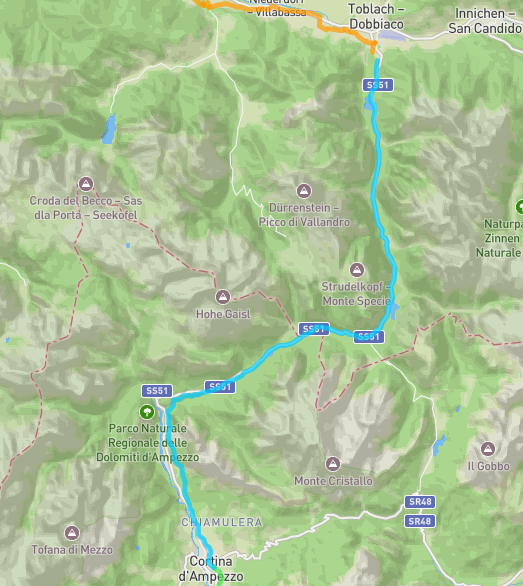 Niederdorf
– Villabassa
Toblach –
Dobbiaco
Innichen –
San Candido
SS51
Croda del Becco – Sas
dla Porta – Seekofel
Dürrenstein –
Picco di Vallandro
Naturpa
Zinnen
Naturale
Strudelkopf –
Monte Specie
Hohe Gaisl
SS51
SS51
SS51
SS51
Parco Naturale
Regionale delle
Dolomiti d'Ampezzo
Il Gobbo
Monte Cristallo
SR48
SR48
CHIAMULERA
Tofana di Mezzo
Cortina
d'Ampezzo